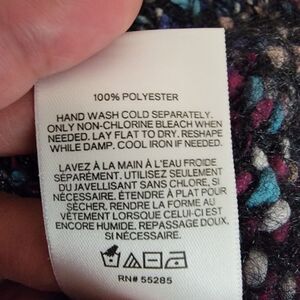 100% POLYESTER
HAND WASH COLD SEPARATELY.
ONLY NON-CHLORINE BLEACH WHEN
NEEDED. LAY FLAT TO DRY. RESHAPE
WHILE DAMP. COOL IRON IF NEEDED.
LAVEZ À LA MAIN À L'EAU FROIDE
SÉPARÉMENT. UTILISEZ SEULEMENT
DU JAVELLISANT SANS CHLORE, SI
NÉCESSAIRE. ÉTENDRE À PLAT POUR
SÉCHER. RENDRE LA FORME AU
VÊTEMENT LORSQUE CELUI-CI EST
ENCORE HUMIDE. REPASSAGE DOUX,
SI NÉCESSAIRE.
RN# 55285